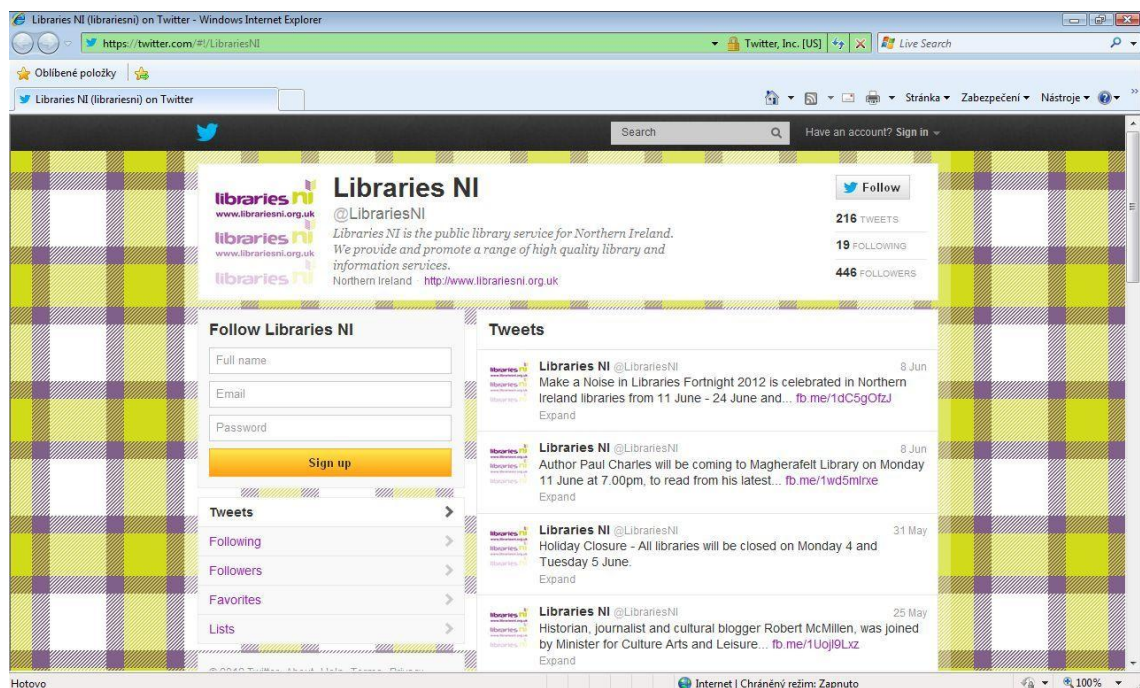 Libraries NI (librariesni) on Twitter - Windows Internet Explorer
https://twitter.com/#!/LibrariesNI
Twitter, Inc. [US]
Live Search
Oblíbené položky
Libraries NI (librariesni) on Twitter
Stránka
Zabezpečení
Nástroje
Search
Have an account? Sign in
libraries ni
www.librariesni.org.uk
libraries ni
www.librariesni.org.uk
libraries ni
Libraries NI
@LibrariesNI
Libraries NI is the public library service for Northern Ireland.
We provide and promote a range of high quality library and
information services.
Northern Ireland · http://www.librariesni.org.uk
Follow
216 TWEETS
19 FOLLOWING
446 FOLLOWERS
Follow Libraries NI
Full name
Email
Password
Sign up
Tweets
Following
Followers
Favorites
Lists
Tweets
Libraries NI @LibrariesNI 8 Jun
Make a Noise in Libraries Fortnight 2012 is celebrated in Northern
Ireland libraries from 11 June - 24 June and... fb.me/1dC5gOfzJ
Expand
Libraries NI @LibrariesNI 8 Jun
Author Paul Charles will be coming to Magherafelt Library on Monday
11 June at 7.00pm, to read from his latest... fb.me/1wd5mlrxe
Expand
Libraries NI @LibrariesNI 31 May
Holiday Closure - All libraries will be closed on Monday 4 and
Tuesday 5 June.
Expand
Libraries NI @LibrariesNI 25 May
Historian, journalist and cultural blogger Robert McMillen, was joined
by Minister for Culture Arts and Leisure... fb.me/1Uojl9Lxz
Expand
© 2012 Twitter About Help Terms Privacy
Hotovo
Internet | Chráněný režim: Zapnuto
100%